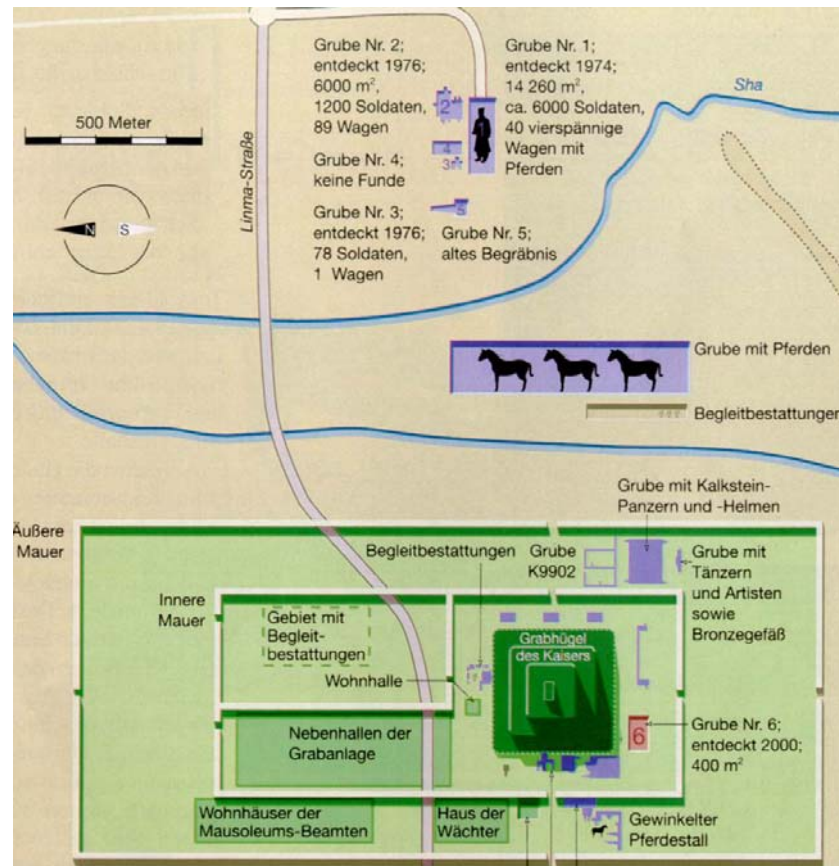 Grube Nr. 2;
entdeckt 1976;
6000 m²,
1200 Soldaten,
89 Wagen
Grube Nr. 1;
entdeckt 1974;
14 260 m²,
ca. 6000 Soldaten,
40 vierspännige
Wagen mit
Pferden
Sha
500 Meter
Linma-Straße
2
4
3
5
N
S
Grube Nr. 4;
keine Funde
Grube Nr. 3;
entdeckt 1976;
78 Soldaten,
1 Wagen
Grube Nr. 5;
altes Begräbnis
Grube mit Pferden
Begleitbestattungen
Grube mit Kalkstein-
Panzern und -Helmen
Äußere
Mauer
Begleitbestattungen
Grube
K9902
Grube mit
Tänzern
und Artisten
sowie
Bronzegefäß
Innere
Mauer
Gebiet mit
Begleit-
bestattungen
Grabhügel
des Kaisers
Wohnhalle
Nebenhallen der
Grabanlage
6
Grube Nr. 6;
entdeckt 2000;
400 m²
Wohnhäuser der
Mausoleums-Beamten
Haus der
Wächter
Gewinkelter
Pferdestall